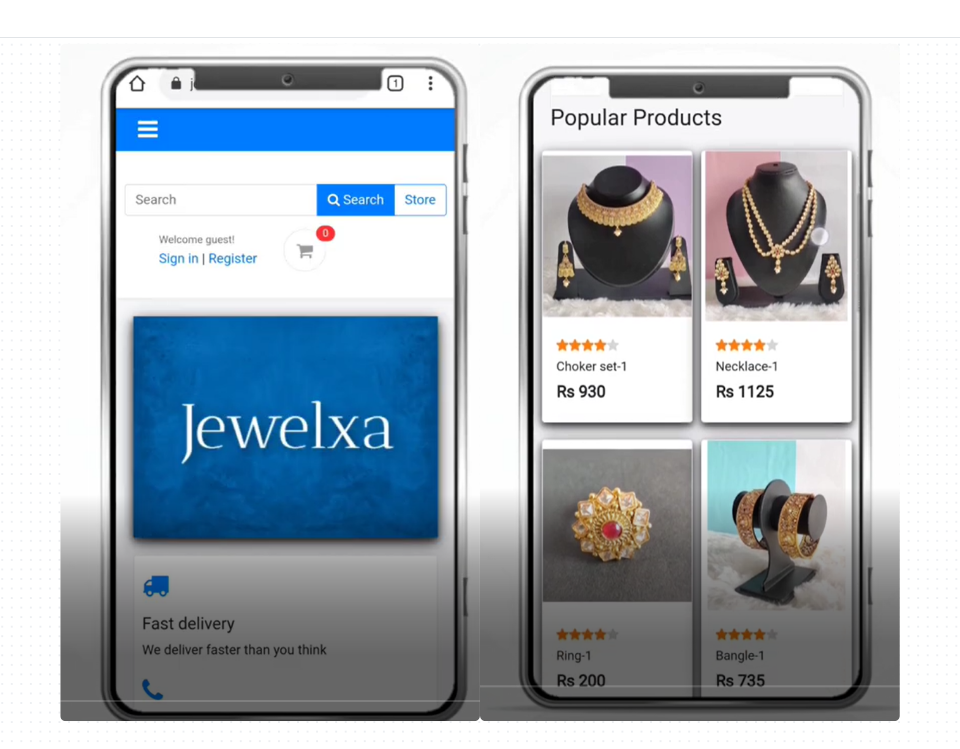 1
Search
Search
Store
Welcome guest!
0
Sign in | Register
Jewelxa
Fast delivery
We deliver faster than you think
Popular Products
Choker set-1
Rs 930
Necklace-1
Rs 1125
Ring-1
Rs 200
Bangle-1
Rs 735